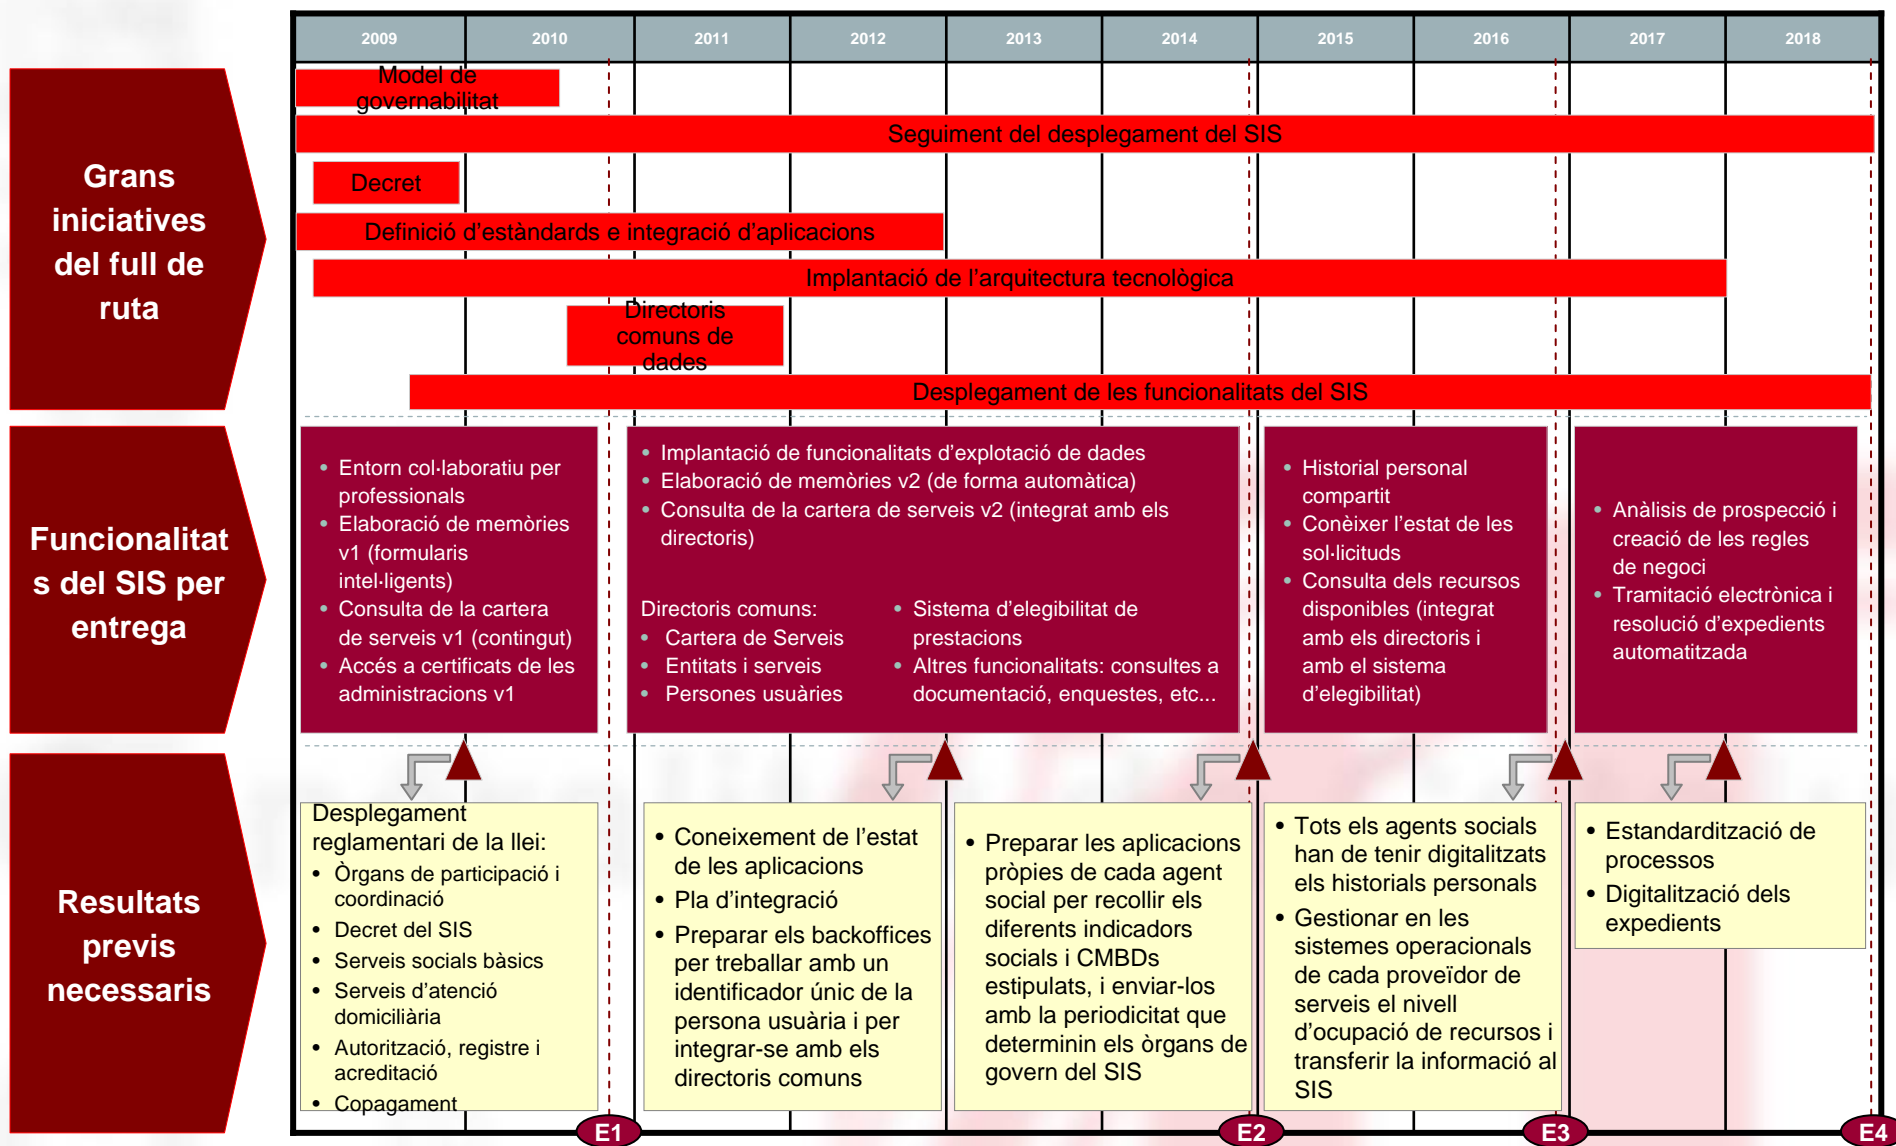 2009 2010 2011 2012 2013 2014 2015 2016 2017 2018
Grans
iniciatives
del full de
ruta
Model de
governabilitat
Seguiment del desplegament del SIS
Decret
Definició d'estàndards e integració d'aplicacions
Implantació de l'arquitectura tecnològica
Directoris
comuns de
dades
Desplegament de les funcionalitats del SIS
Funcionalitat
s del SIS per
entrega
• Entorn col·laboratiu per
professionals
• Elaboració de memòries
v1 (formularis
intel·ligents)
• Consulta de la cartera
de serveis v1 (contingut)
• Accés a certificats de les
administracions v1
• Implantació de funcionalitats d'explotació de dades
• Elaboració de memòries v2 (de forma automàtica)
• Consulta de la cartera de serveis v2 (integrat amb els
directoris)
Directoris comuns:
• Cartera de Serveis
• Entitats i serveis
• Persones usuàries
• Sistema d'elegibilitat de
prestacions
• Altres funcionalitats: consultes a
documentació, enquestes, etc...
• Historial personal
compartit
• Conèixer l'estat de les
sol·licituds
• Consulta dels recursos
disponibles (integrat
amb els directoris i
amb el sistema
d'elegibilitat)
• Anàlisis de prospecció i
creació de les regles
de negoci
• Tramitació electrònica i
resolució d'expedients
automatitzada
Resultats
previs
necessaris
Desplegament
reglamentari de la llei:
• Òrgans de participació i
coordinació
• Decret del SIS
• Serveis socials bàsics
• Serveis d'atenció
domiciliària
• Autorització, registre i
acreditació
• Copagament
• Coneixement de l'estat
de les aplicacions
• Pla d'integració
• Preparar els backoffices
per treballar amb un
identificador únic de la
persona usuària i per
integrar-se amb els
directoris comuns
• Preparar les aplicacions
pròpies de cada agent
social per recollir els
diferents indicadors
socials i CMBDs
estipulats, i enviar-los
amb la periodicitat que
determinin els òrgans de
govern del SIS
• Tots els agents socials
han de tenir digitalitzats
els historials personals
• Gestionar en les
sistemes operacionals
de cada proveïdor de
serveis el nivell
d'ocupació de recursos i
transferir la informació al
SIS
• Estandardització de
processos
• Digitalització dels
expedients
E1 E2 E3 E4